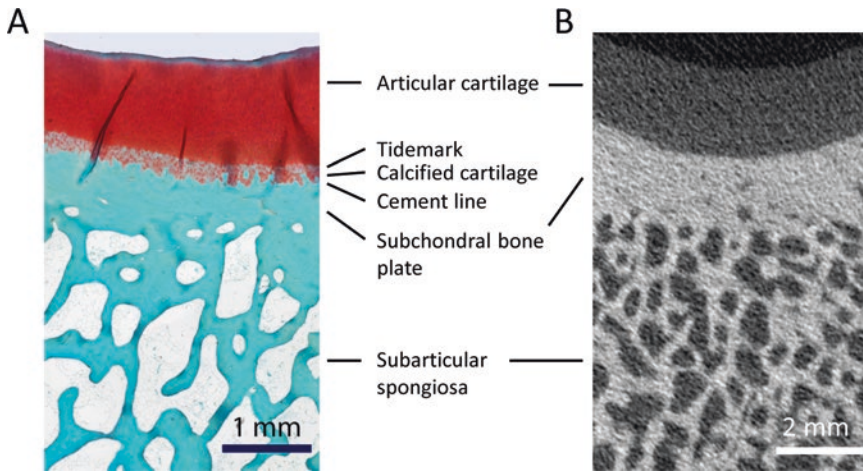 A
B
Articular cartilage
Tidemark
Calcified cartilage
Cement line
Subchondral bone
plate
Subarticular
spongiosa
1 mm
2 mm